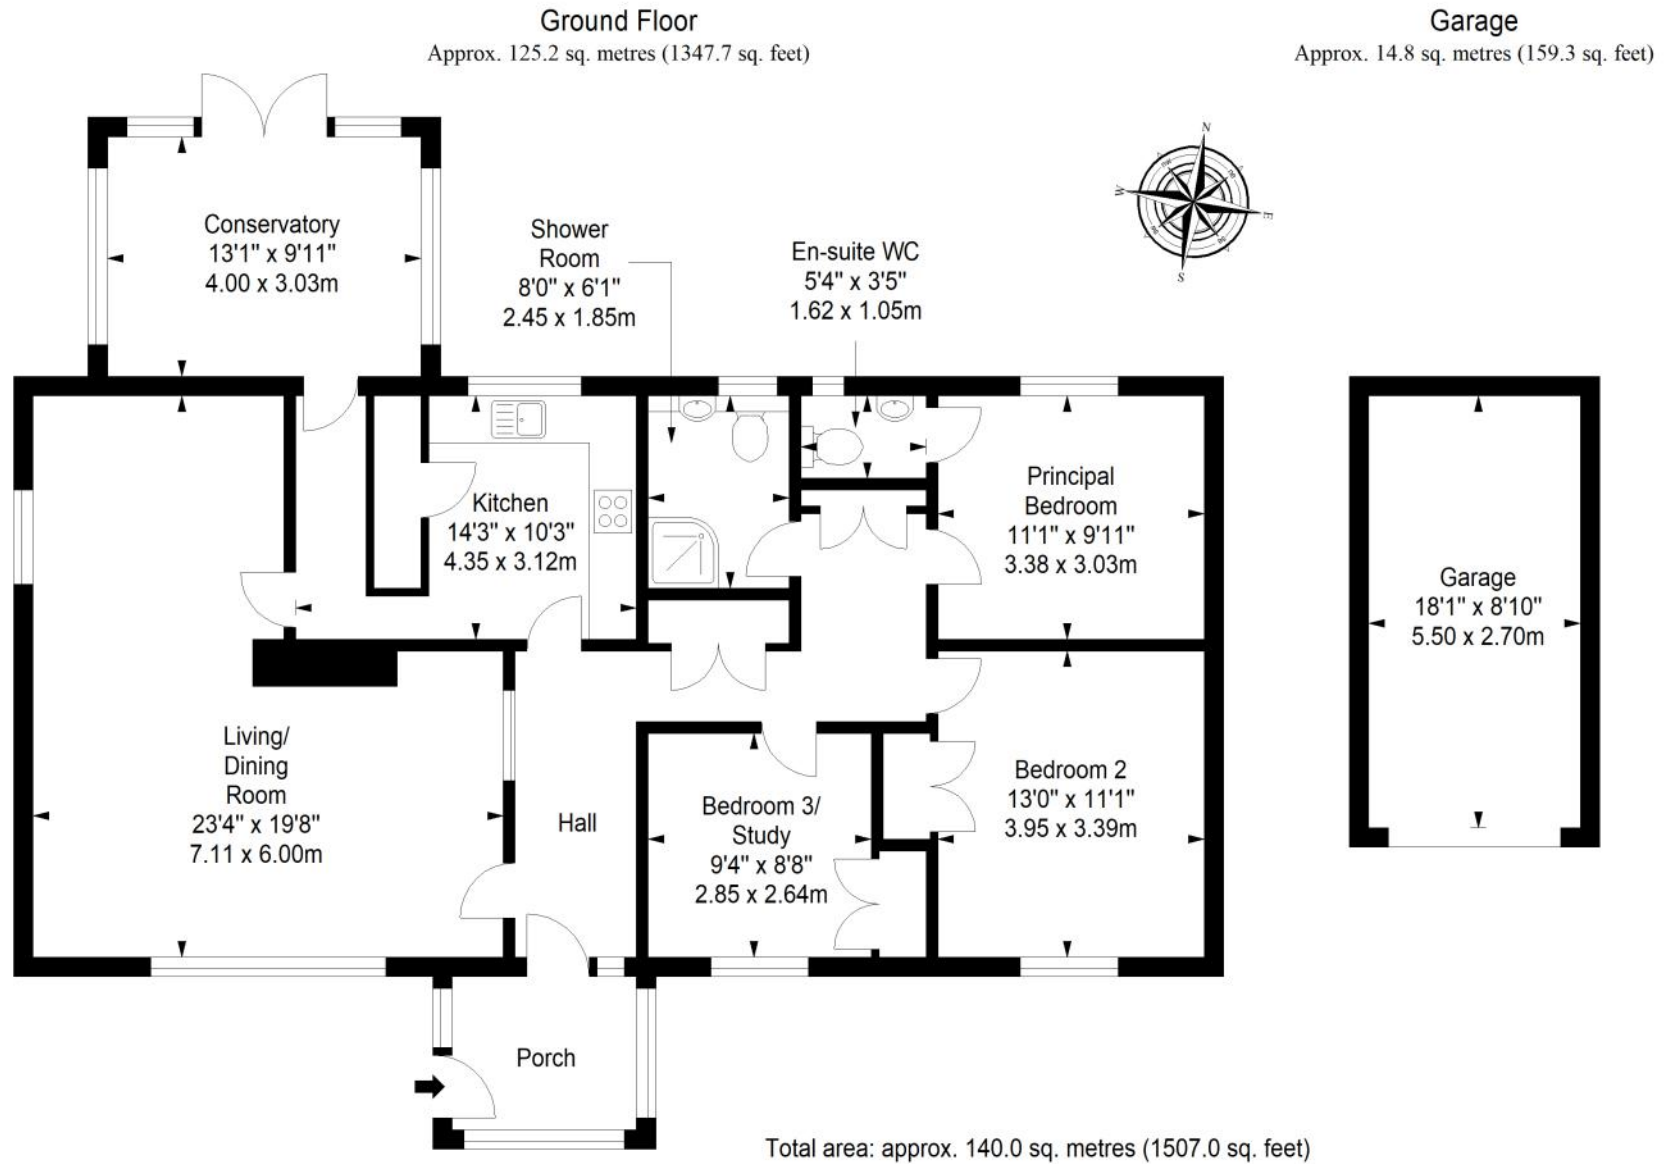 Ground Floor
Approx. 125.2 sq. metres (1347.7 sq. feet)
Garage
Approx. 14.8 sq. metres (159.3 sq. feet)
N
W
E
S
Conservatory
13'1" x 9'11"
4.00 x 3.03m
Shower
Room
8'0" x 6'1"
2.45 x 1.85m
En-suite WC
5'4" x 3'5"
1.62 x 1.05m
Kitchen
14'3" x 10'3"
4.35 x 3.12m
Principal
Bedroom
11'1" x 9'11"
3.38 x 3.03m
Garage
18'1" x 8'10"
5.50 x 2.70m
Living/
Dining
Room
23'4" x 19'8"
7.11 x 6.00m
Hall
Bedroom 3/
Study
9'4" x 8'8"
2.85 x 2.64m
Bedroom 2
13'0" x 11'1"
3.95 x 3.39m
Porch
Total area: approx. 140.0 sq. metres (1507.0 sq. feet)